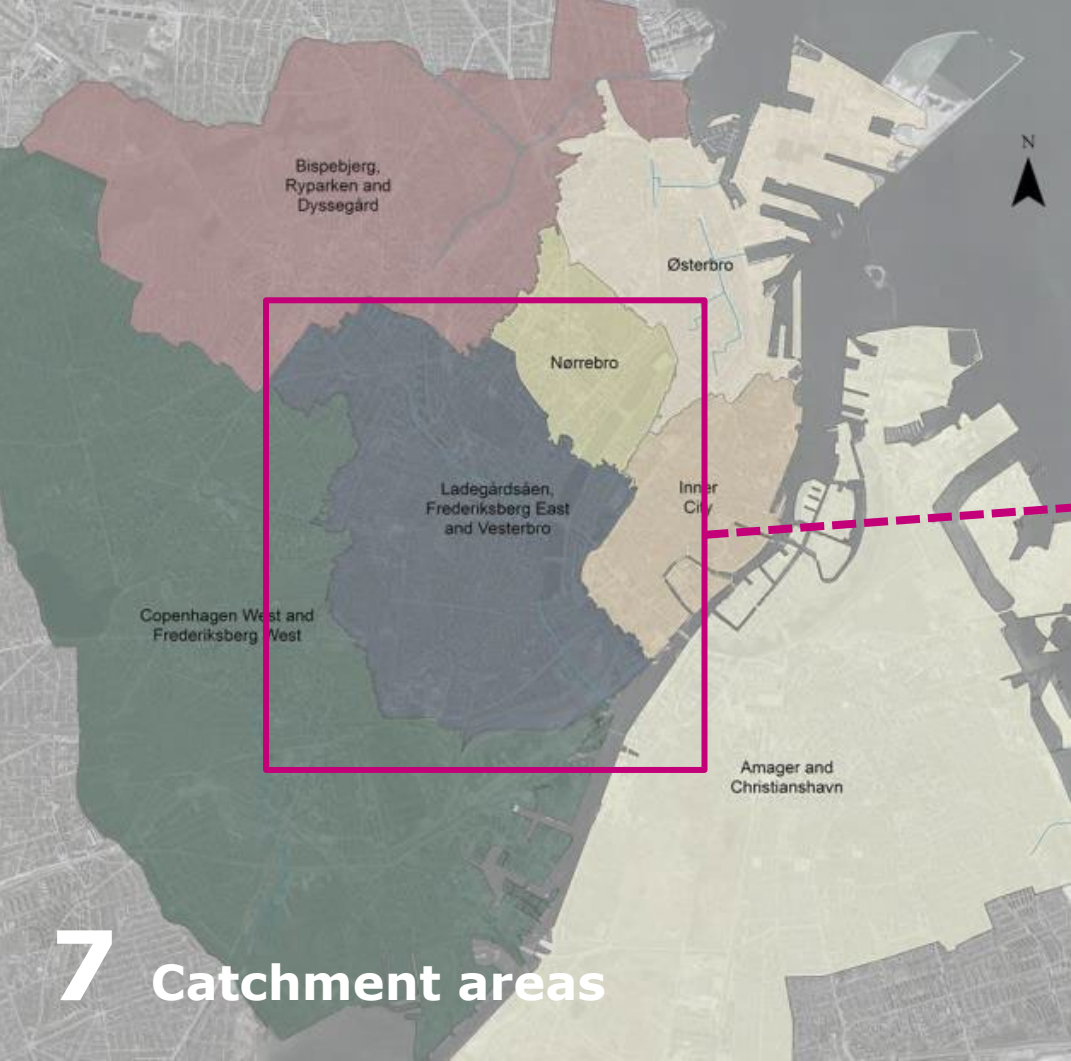 N
Bispebjerg,
Ryparken and
Dyssegård
Østerbro
Nørrebro
Ladegårdsåen,
Frederiksberg East
and Vesterbro
Inner
City
Copenhagen West and
Frederiksberg West
Amager and
Christianshavn
7 Catchment areas